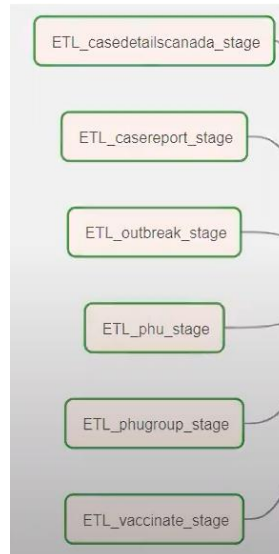 ETL_casedetailscanada_stage
ETL_casereport_stage
ETL_outbreak_stage
ETL_phu_stage
ETL_phugroup_stage
ETL_vaccinate_stage